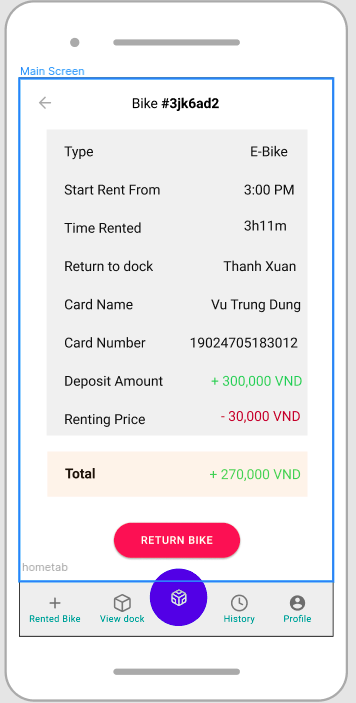 Main Screen
Bike #3jk6ad2
Type E-Bike
Start Rent From 3:00 PM
Time Rented 3h11m
Return to dock Thanh Xuan
Card Name Vu Trung Dung
Card Number 19024705183012
Deposit Amount + 300,000 VND
Renting Price - 30,000 VND
Total + 270,000 VND
RETURN BIKE
hometab
Rented Bike View dock History Profile